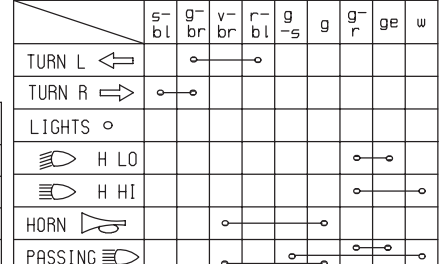 s-bl g-br v-br r-bl g-s g g-r ge w
TURN L
TURN R
LIGHTS
H LO
H HI
HORN
PASSING